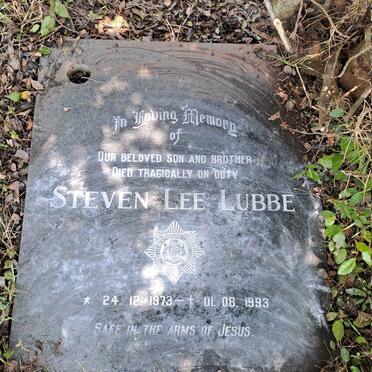 In Loving Memory
of
OUR BELOVED SON AND BROTHER
DIED TRAGICALLY ON DUTY
STEVEN LEE LUBBE
★ 24. 12. 1973 – ✝ 01. 08. 1993
SAFE IN THE ARMS OF JESUS.